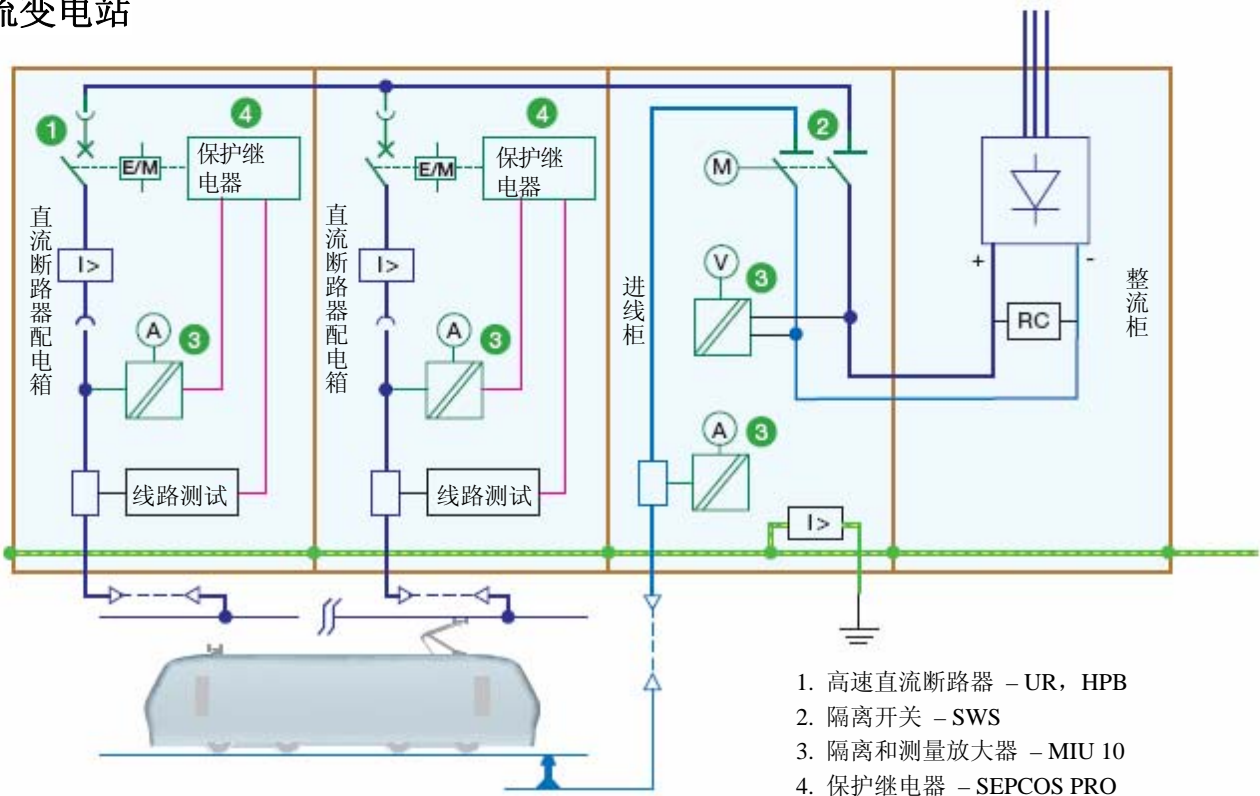 流变电站
1
4
E/M
保护继
电器
直流断路器配电箱
I>
A
3
线路测试
4
E/M
保护继
电器
直流断路器配电箱
I>
A
3
线路测试
2
M
V
3
进线柜
A
3
I>
+
-
RC
整流柜
1. 高速直流断路器 – UR，HPB
2. 隔离开关 – SWS
3. 隔离和测量放大器 – MIU 10
4. 保护继电器 – SEPCOS PRO